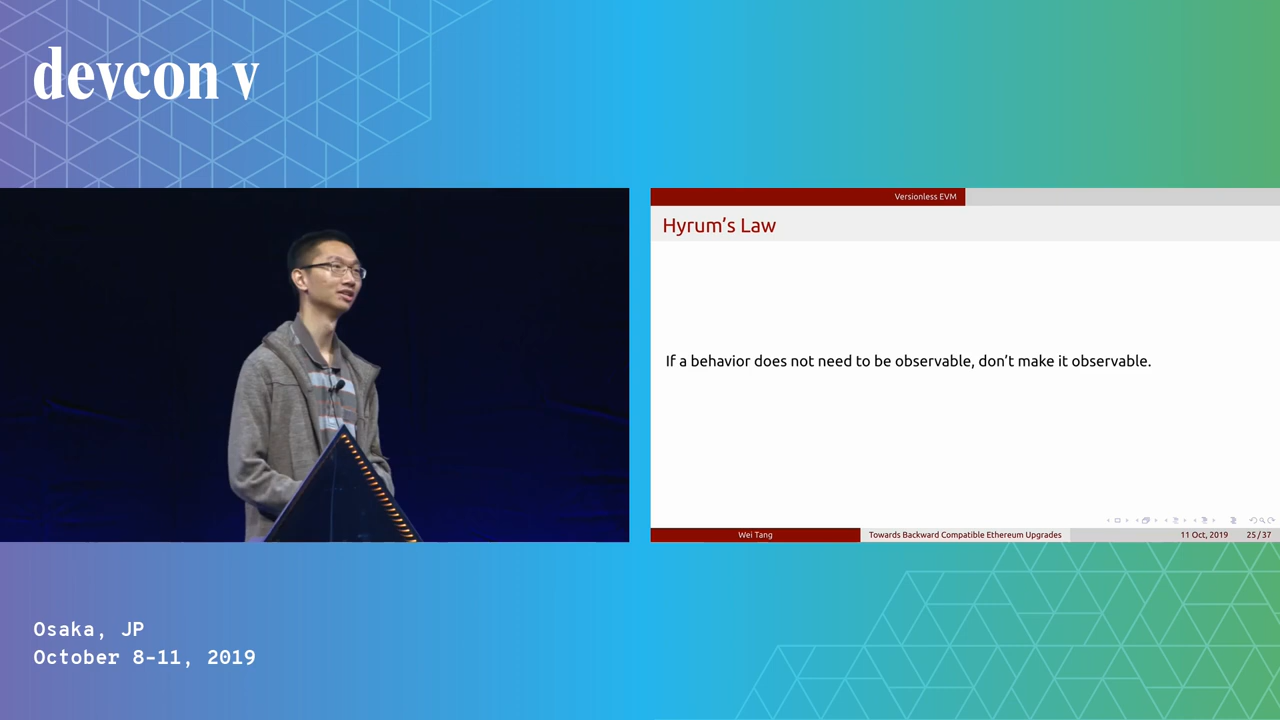 devcon v
Versionless EVM
Hyrum's Law
If a behavior does not need to be observable, don't make it observable.
Wei Tang
Towards Backward Compatible Ethereum Upgrades
11 Oct, 2019
25 / 37
Osaka, JP
October 8-11, 2019